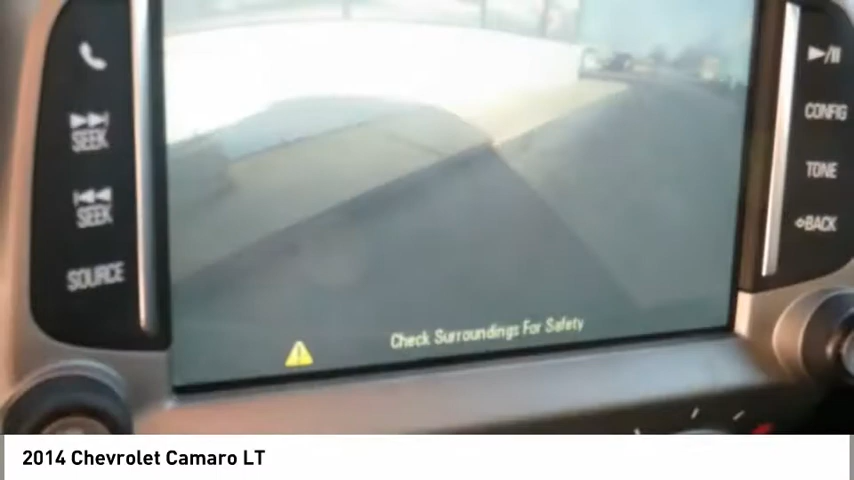 SEEK
SEEK
SOURCE
CONFIG
TONE
BACK
Check Surroundings For Safety
2014 Chevrolet Camaro LT